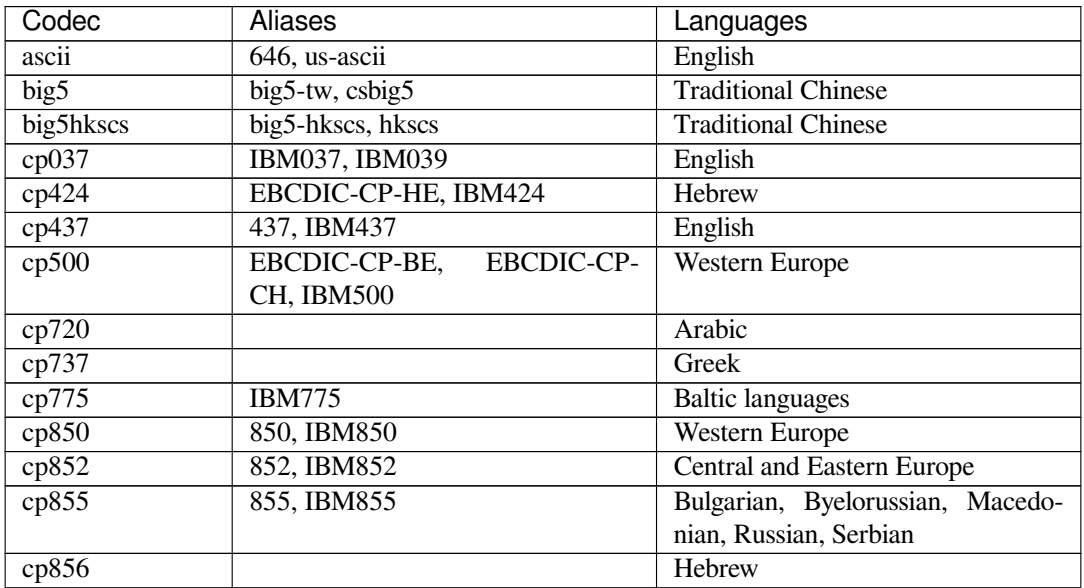 Codec Aliases Languages
ascii 646, us-ascii English
big5 big5-tw, csbig5 Traditional Chinese
big5hkscs big5-hkscs, hkscs Traditional Chinese
cp037 IBM037, IBM039 English
cp424 EBCDIC-CP-HE, IBM424 Hebrew
cp437 437, IBM437 English
cp500 EBCDIC-CP-BE, EBCDIC-CP- Western Europe
CH, IBM500
cp720 Arabic
cp737 Greek
cp775 IBM775 Baltic languages
cp850 850, IBM850 Western Europe
cp852 852, IBM852 Central and Eastern Europe
cp855 855, IBM855 Bulgarian, Byelorussian, Macedo-
nian, Russian, Serbian
cp856 Hebrew